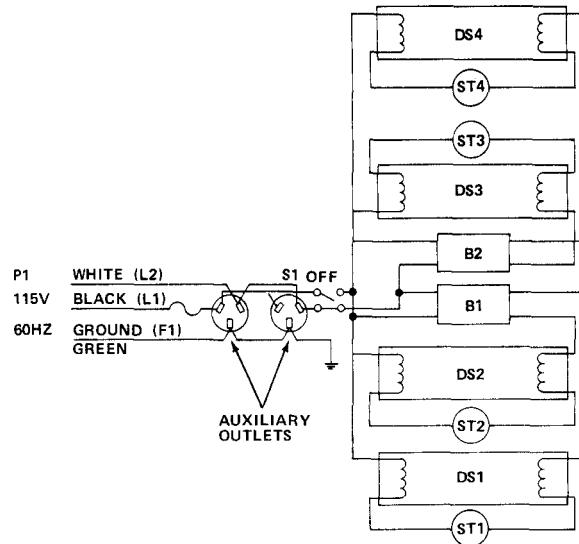 DS4
ST4
ST3
DS3
B2
S1 OFF
P1 WHITE (L2)
115V BLACK (L1)
B1
60HZ GROUND (F1)
GREEN
DS2
AUXILIARY
OUTLETS
ST2
DS1
ST1